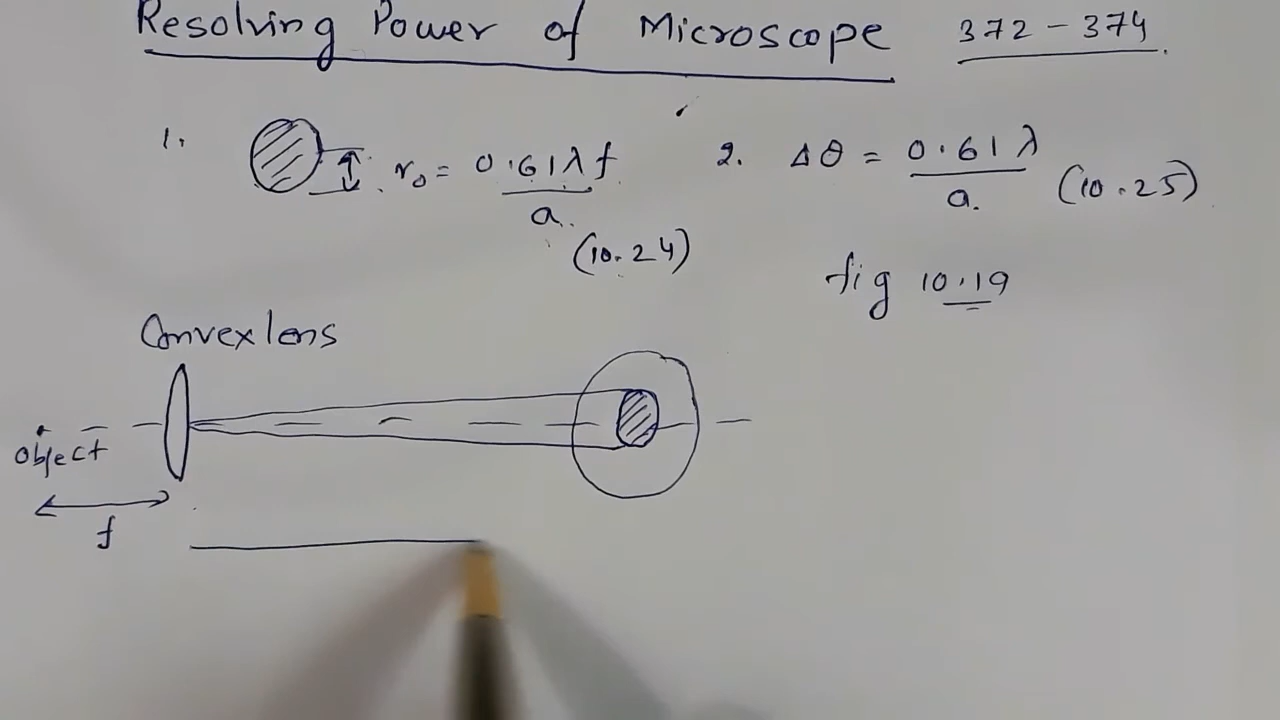 Resolving Power of Microscope 372 - 374
1. r₀ = 0.61λf / a. (10.24)
2. Δθ = 0.61λ / a. (10.25)
fig 10.19
Convex lens
object
f